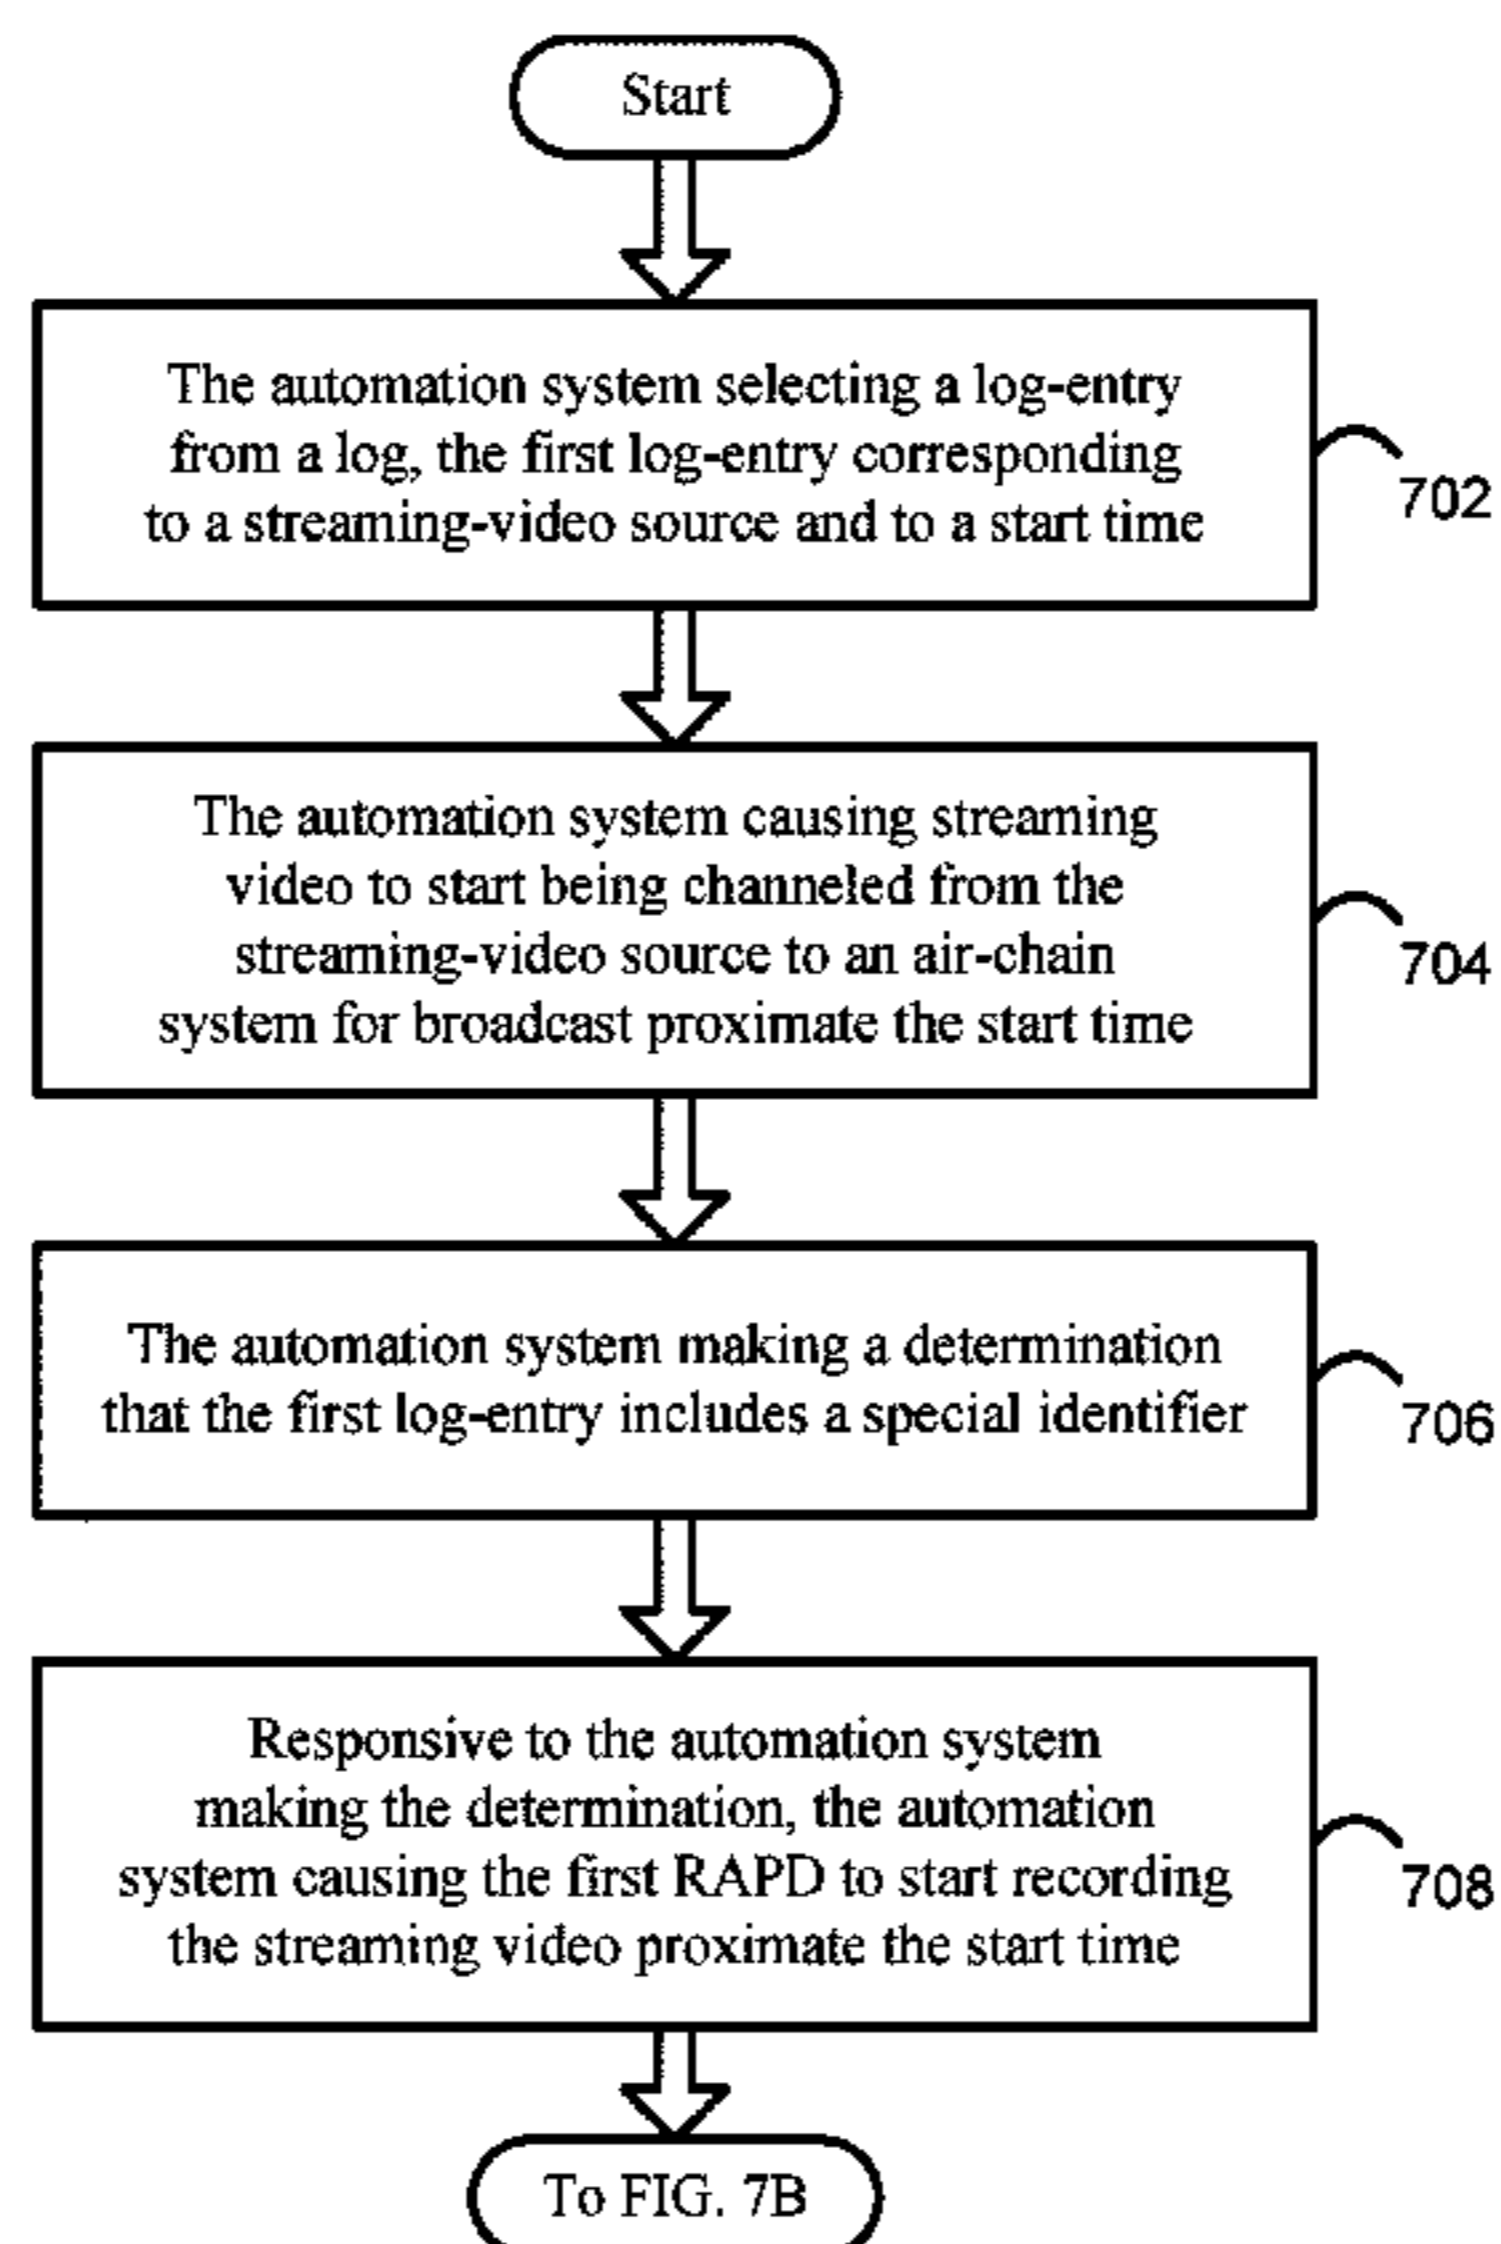 Start
The automation system selecting a log-entry
from a log, the first log-entry corresponding
to a streaming-video source and to a start time
702
The automation system causing streaming
video to start being channeled from the
streaming-video source to an air-chain
system for broadcast proximate the start time
704
The automation system making a determination
that the first log-entry includes a special identifier
706
Responsive to the automation system
making the determination, the automation
system causing the first RAPD to start recording
the streaming video proximate the start time
708
To FIG. 7B